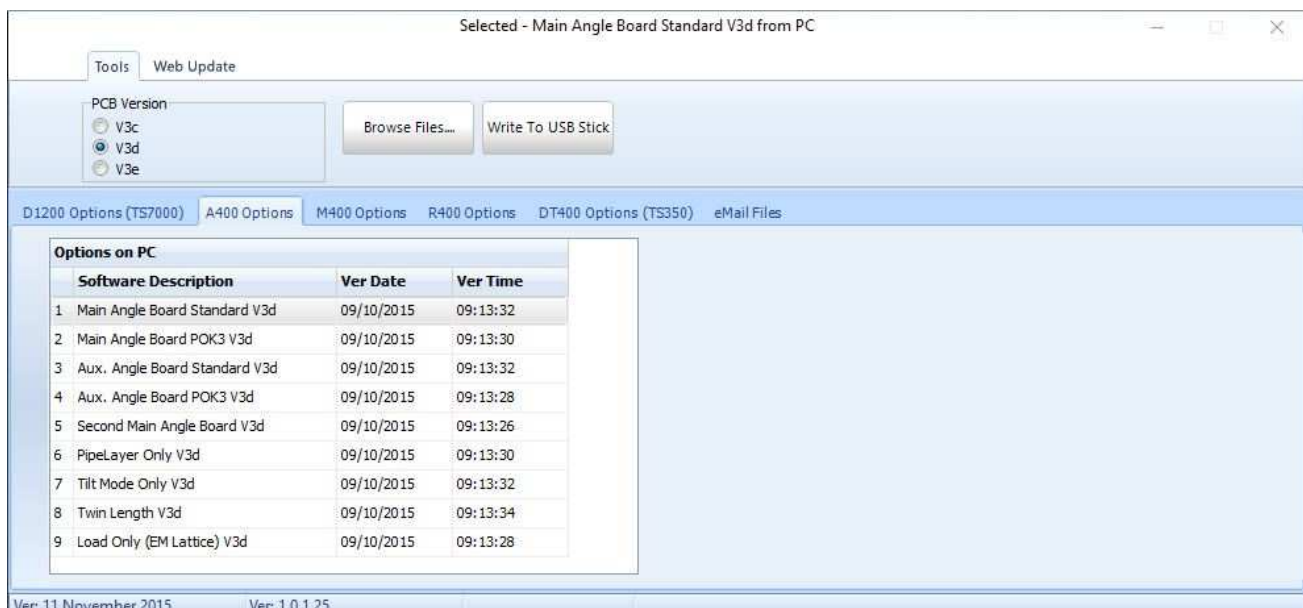 Selected - Main Angle Board Standard V3d from PC
Tools Web Update
PCB Version
V3c
V3d
V3e
Browse Files.... Write To USB Stick
D1200 Options (TS7000) A400 Options M400 Options R400 Options DT400 Options (TS350) eMail Files
Options on PC
Software Description Ver Date Ver Time
1 Main Angle Board Standard V3d 09/10/2015 09:13:32
2 Main Angle Board POK3 V3d 09/10/2015 09:13:30
3 Aux. Angle Board Standard V3d 09/10/2015 09:13:32
4 Aux. Angle Board POK3 V3d 09/10/2015 09:13:28
5 Second Main Angle Board V3d 09/10/2015 09:13:26
6 PipeLayer Only V3d 09/10/2015 09:13:30
7 Tilt Mode Only V3d 09/10/2015 09:13:32
8 Twin Length V3d 09/10/2015 09:13:34
9 Load Only (EM Lattice) V3d 09/10/2015 09:13:28
Ver: 11 November 2015 Ver: 1.0.1.25